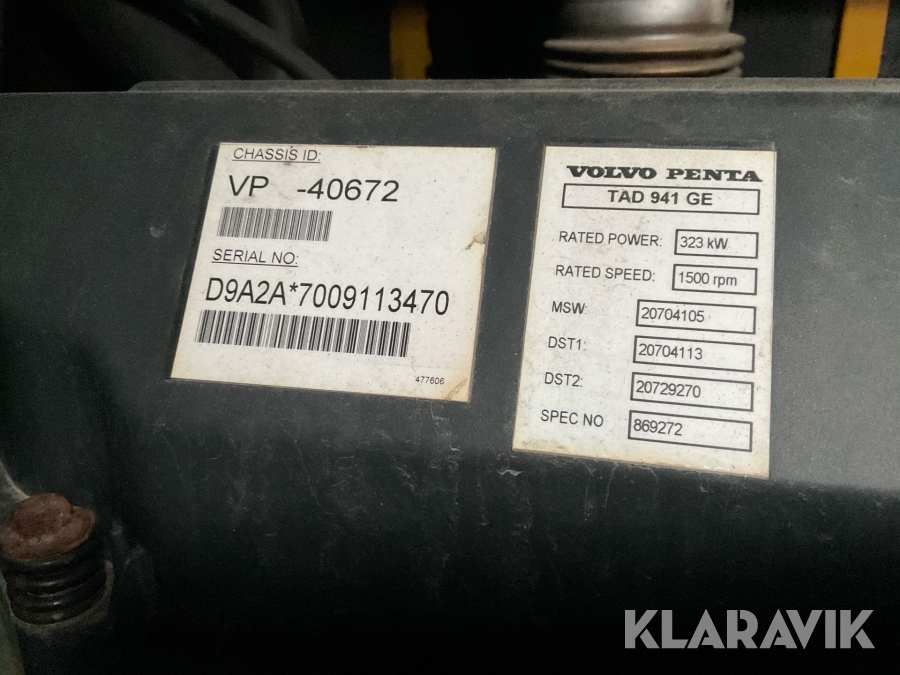 CHASSIS ID:
VP -40672
SERIAL NO:
D9A2A*7009113470
477606
VOLVO PENTA
TAD 941 GE
RATED POWER: 323 kW
RATED SPEED: 1500 rpm
MSW: 20704105
DST1: 20704113
DST2: 20729270
SPEC NO 869272
KLARAVIK